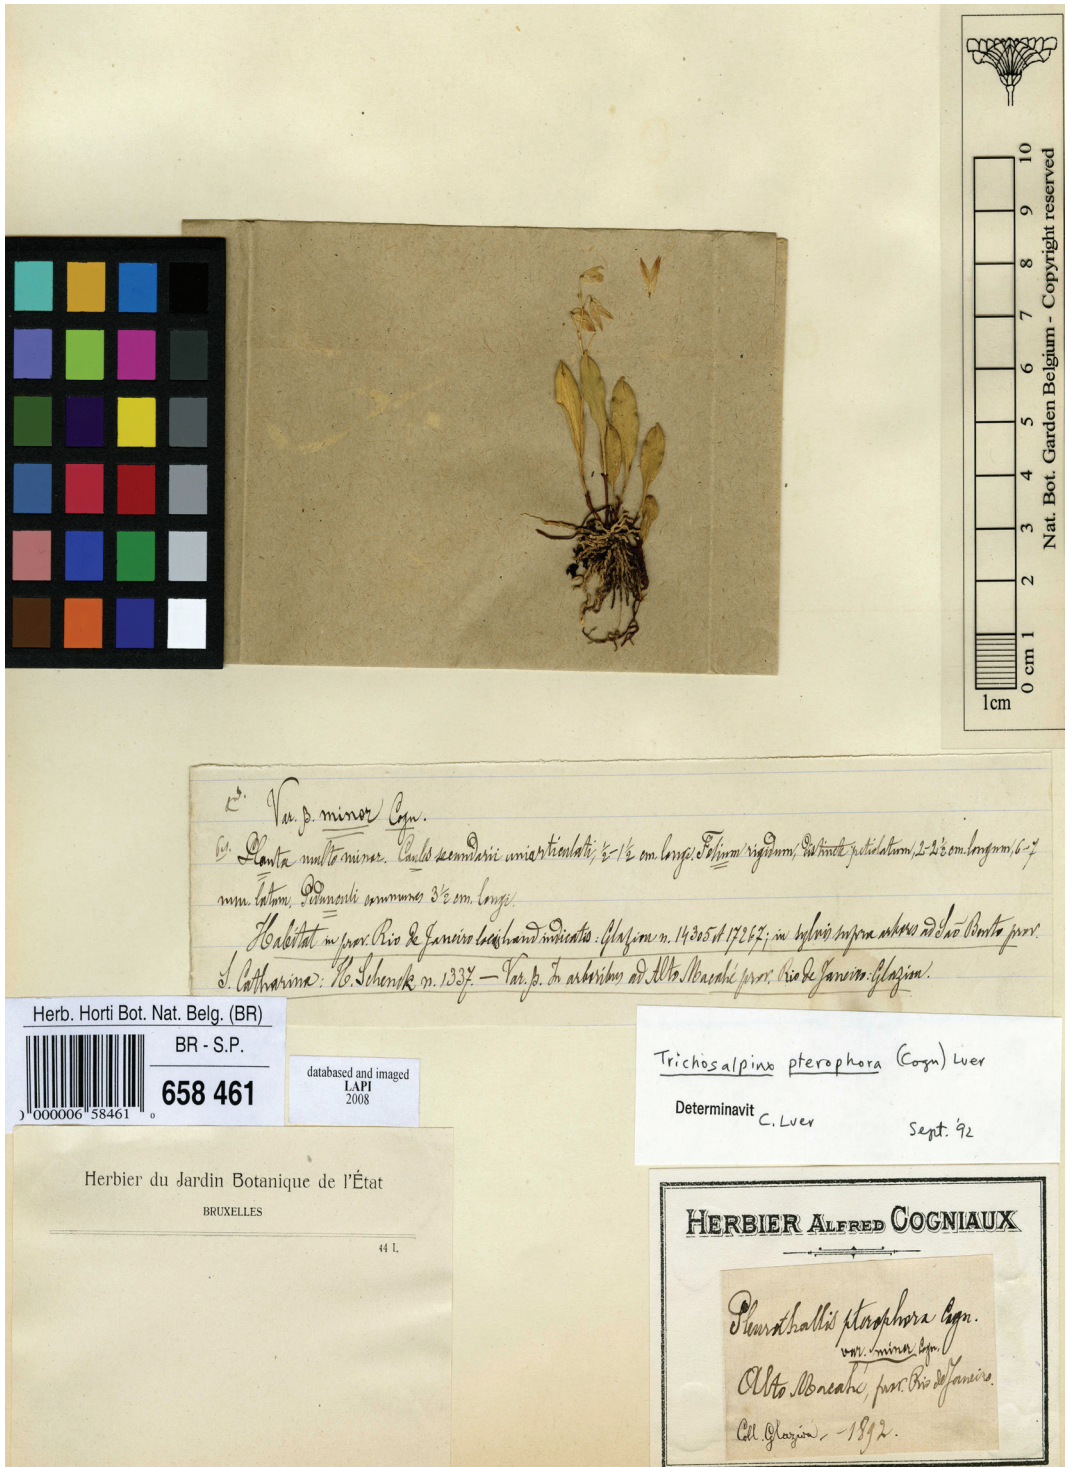 10
9
8
7
6
5
4
3
2
0 cm 1
1cm
Nat. Bot. Garden Belgium - Copyright reserved
Var. β. minor Cogn.
Planta multo minor. Caules secundarii uniarticulati, ½-1½ cm longi. Folium rigidum, distincte petiolatum, 2-2½ cm. longum, 6-7
mm. latum. Pedunculi communes 3½ cm. longi.
Habitat in prov. Rio de Janeiro locis haud indicatis: Glaziou n. 14305 et 17267; in sylvis supra arbores ad São Bento prov.
S. Catharina: H. Schenck n. 1337. — Var. β. In arboribus ad Alto Macahé prov. Rio de Janeiro: Glaziou.
Herb. Horti Bot. Nat. Belg. (BR)
BR - S.P.
658 461
000000658461
databased and imaged
LAPI
2008
Trichosalpinx pterophora (Cogn) Luer
Determinavit C. Luer
Sept. '92
Herbier du Jardin Botanique de l'État
BRUXELLES
44 L.
HERBIER ALFRED COGNIAUX
Pleurothallis pterophora Cogn.
var. minor Cogn.
Alto Macahé, prov. Rio de Janeiro.
Coll. Glaziou. - 1892.